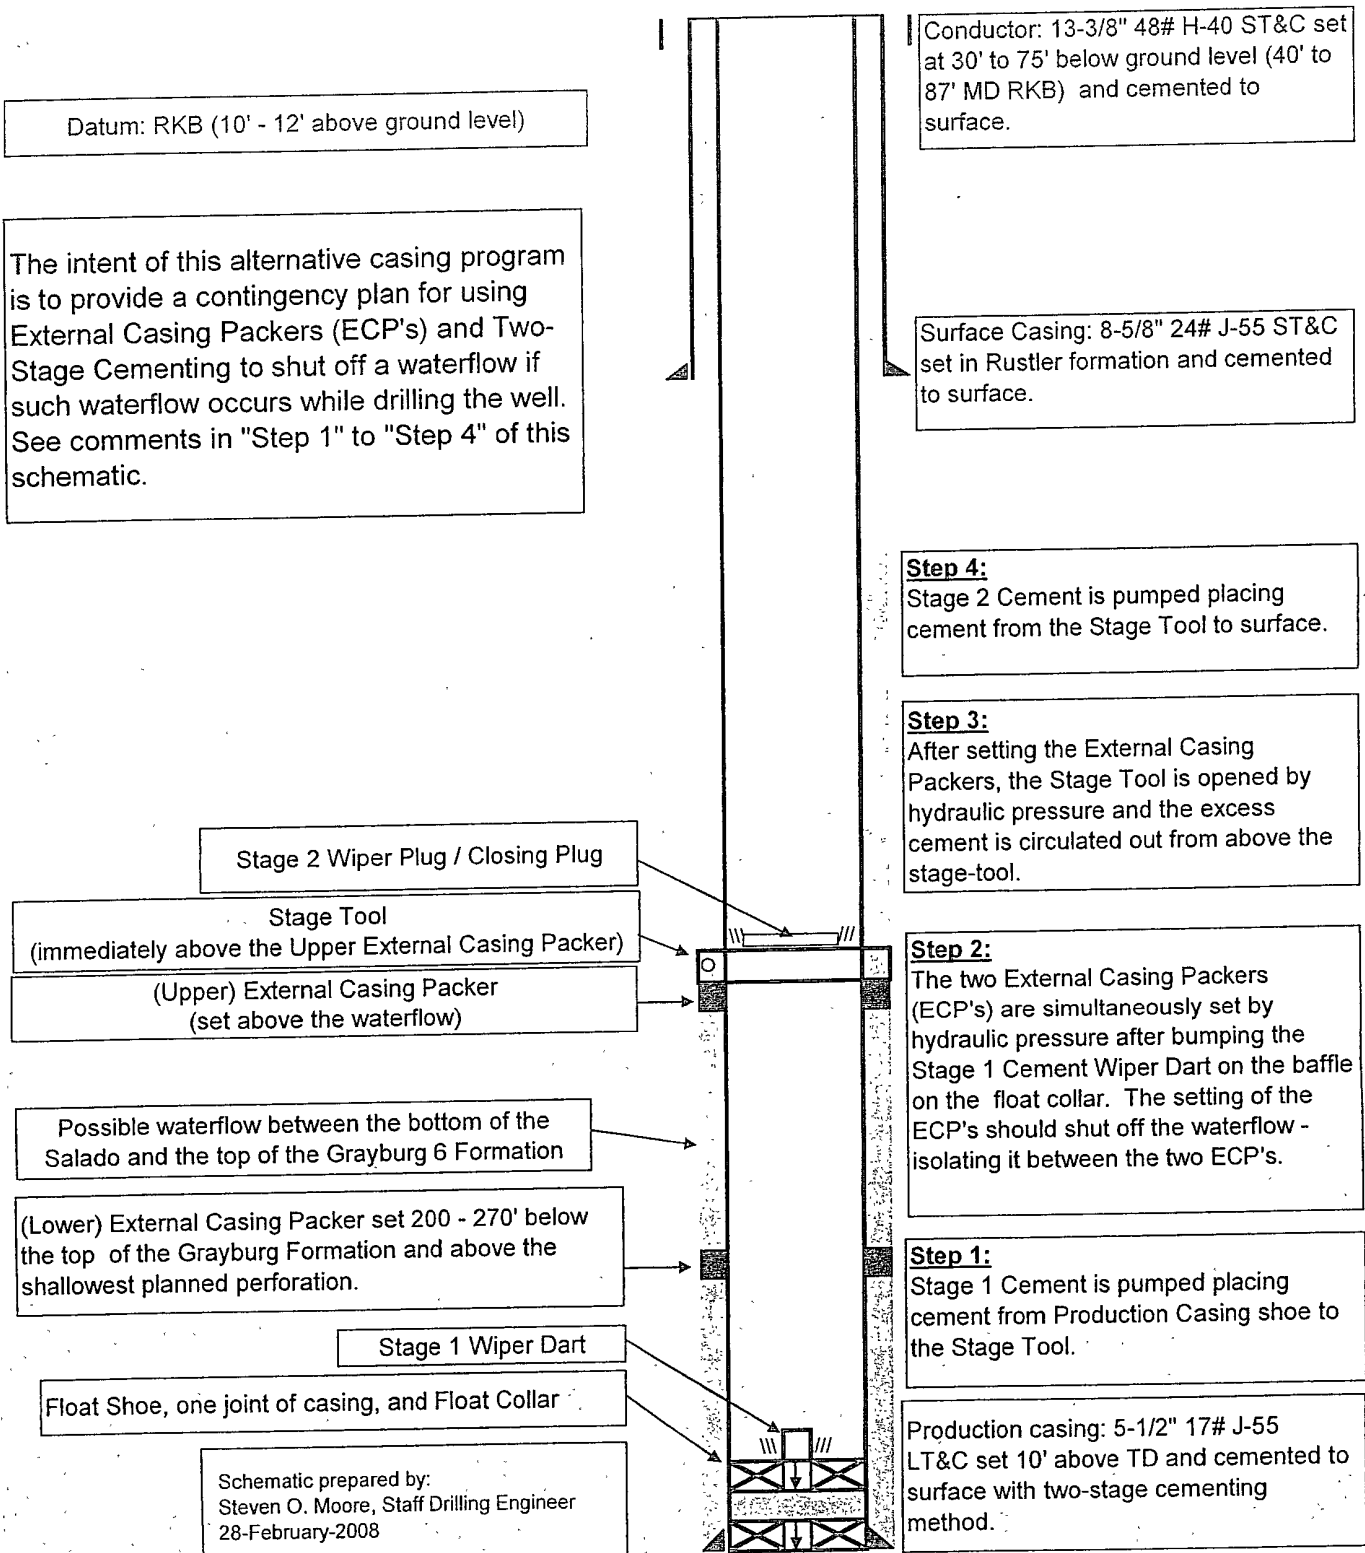 Conductor: 13-3/8" 48# H-40 ST&C set
at 30' to 75' below ground level (40' to
87' MD RKB) and cemented to
surface.
Datum: RKB (10' - 12' above ground level)
The intent of this alternative casing program
is to provide a contingency plan for using
External Casing Packers (ECP's) and Two-
Stage Cementing to shut off a waterflow if
such waterflow occurs while drilling the well.
See comments in "Step 1" to "Step 4" of this
schematic.
Surface Casing: 8-5/8" 24# J-55 ST&C
set in Rustler formation and cemented
to surface.
Step 4:
Stage 2 Cement is pumped placing
cement from the Stage Tool to surface.
Step 3:
After setting the External Casing
Packers, the Stage Tool is opened by
hydraulic pressure and the excess
cement is circulated out from above the
stage-tool.
Stage 2 Wiper Plug / Closing Plug
Stage Tool
(immediately above the Upper External Casing Packer)
(Upper) External Casing Packer
(set above the waterflow)
Step 2:
The two External Casing Packers
(ECP's) are simultaneously set by
hydraulic pressure after bumping the
Stage 1 Cement Wiper Dart on the baffle
on the float collar. The setting of the
ECP's should shut off the waterflow -
isolating it between the two ECP's.
Possible waterflow between the bottom of the
Salado and the top of the Grayburg 6 Formation
(Lower) External Casing Packer set 200 - 270' below
the top of the Grayburg Formation and above the
shallowest planned perforation.
Step 1:
Stage 1 Cement is pumped placing
cement from Production Casing shoe to
the Stage Tool.
Stage 1 Wiper Dart
Float Shoe, one joint of casing, and Float Collar
Production casing: 5-1/2" 17# J-55
LT&C set 10' above TD and cemented to
surface with two-stage cementing
method.
Schematic prepared by:
Steven O. Moore, Staff Drilling Engineer
28-February-2008